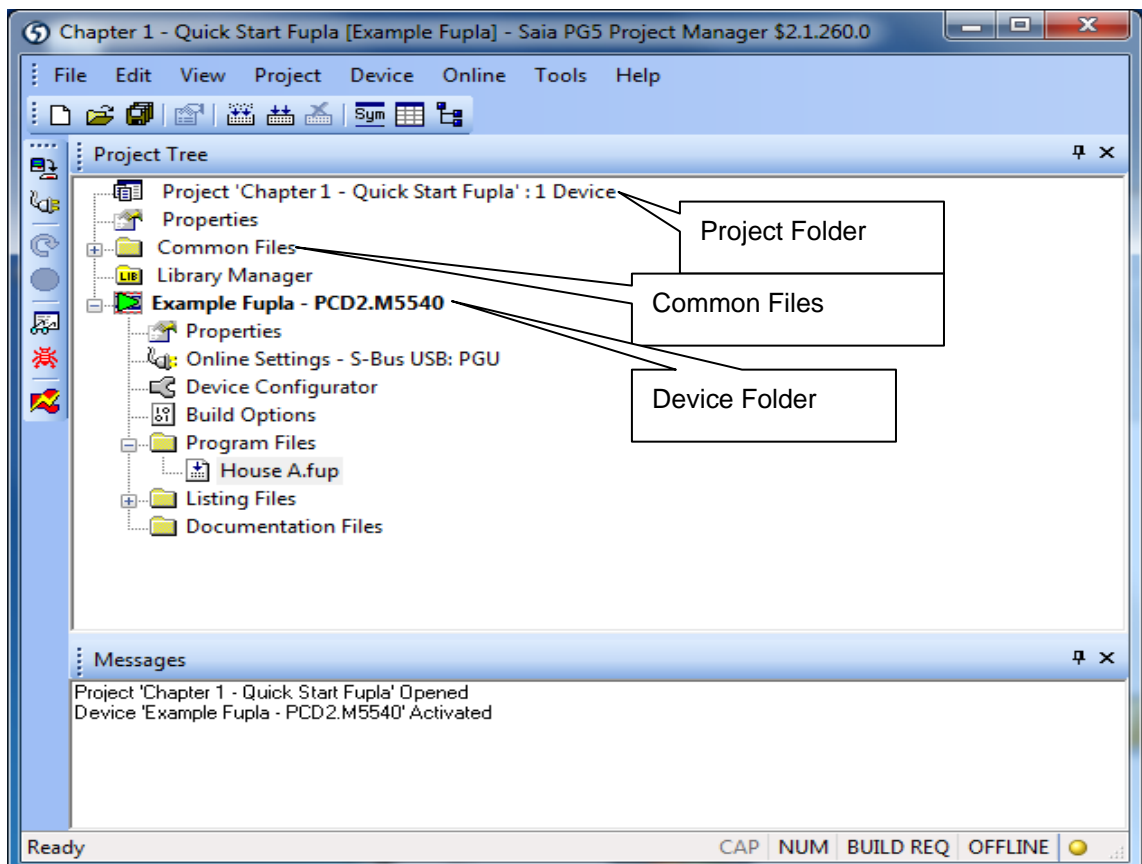 Chapter 1 - Quick Start Fupla [Example Fupla] - Saia PG5 Project Manager $2.1.260.0
File Edit View Project Device Online Tools Help
Sym
Project Tree
Project 'Chapter 1 - Quick Start Fupla' : 1 Device
Project Folder
Properties
Common Files
Common Files
LIB Library Manager
Example Fupla - PCD2.M5540
Device Folder
Properties
Online Settings - S-Bus USB: PGU
Device Configurator
Build Options
Program Files
House A.fup
Listing Files
Documentation Files
Messages
Project 'Chapter 1 - Quick Start Fupla' Opened
Device 'Example Fupla - PCD2.M5540' Activated
Ready CAP NUM BUILD REQ OFFLINE